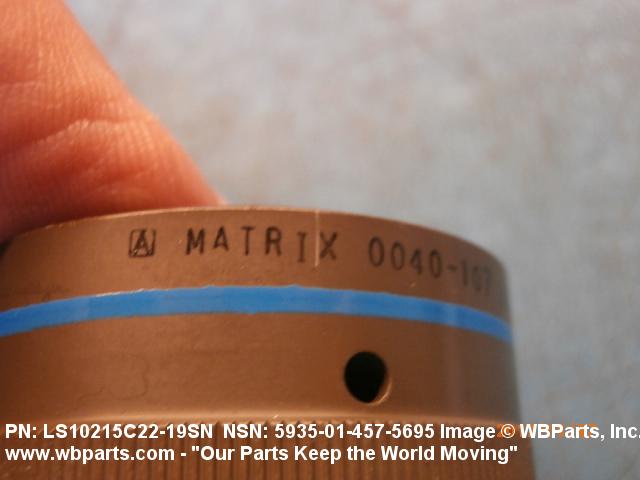 A MATRIX 0040-107
PN: LS10215C22-19SN NSN: 5935-01-457-5695 Image © WBParts, Inc.
www.wbparts.com - "Our Parts Keep the World Moving"